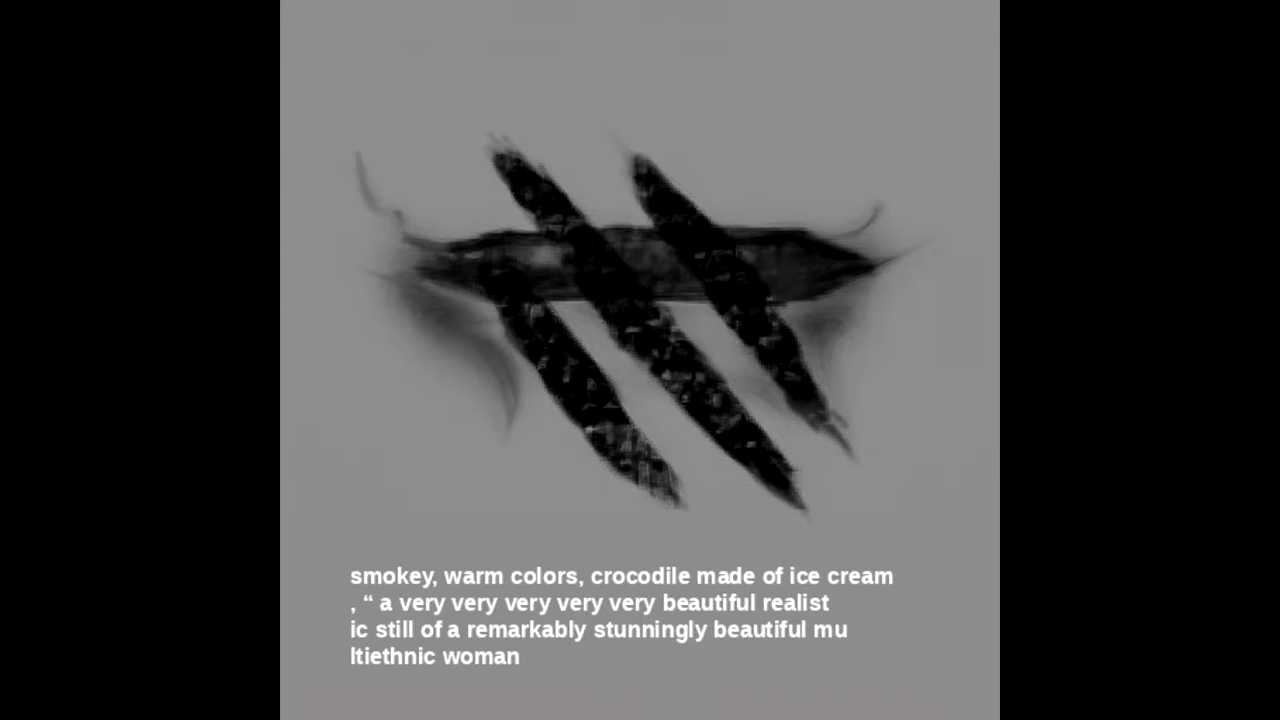 smokey, warm colors, crocodile made of ice cream
, “ a very very very very very beautiful realist
ic still of a remarkably stunningly beautiful mu
ltiethnic woman